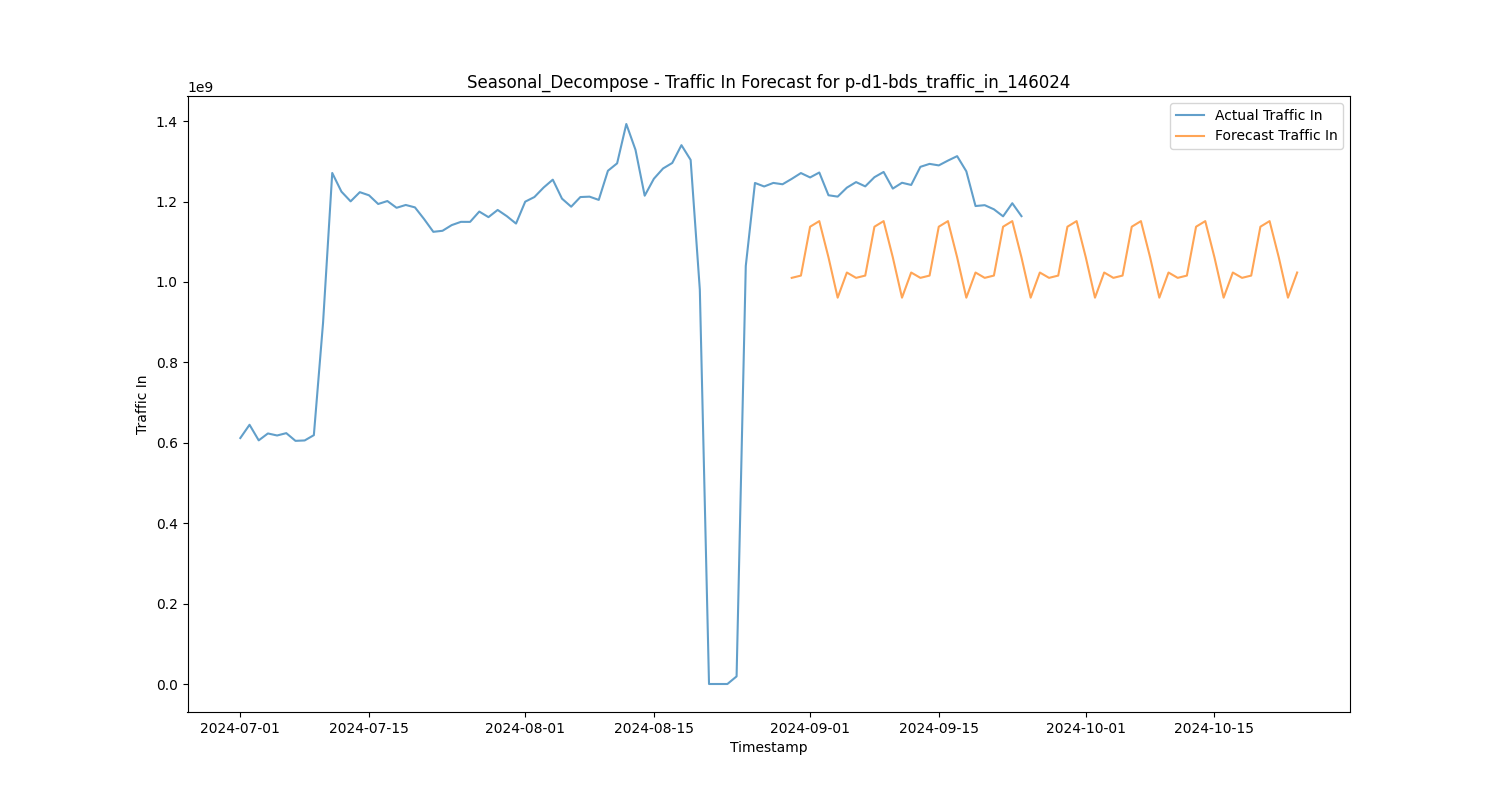 Seasonal_Decompose - Traffic In Forecast for p-d1-bds_traffic_in_146024
1e9
Actual Traffic In
Forecast Traffic In
1.4
1.2
1.0
0.8
0.6
0.4
0.2
0.0
Traffic In
2024-07-01 2024-07-15 2024-08-01 2024-08-15 2024-09-01 2024-09-15 2024-10-01 2024-10-15
Timestamp